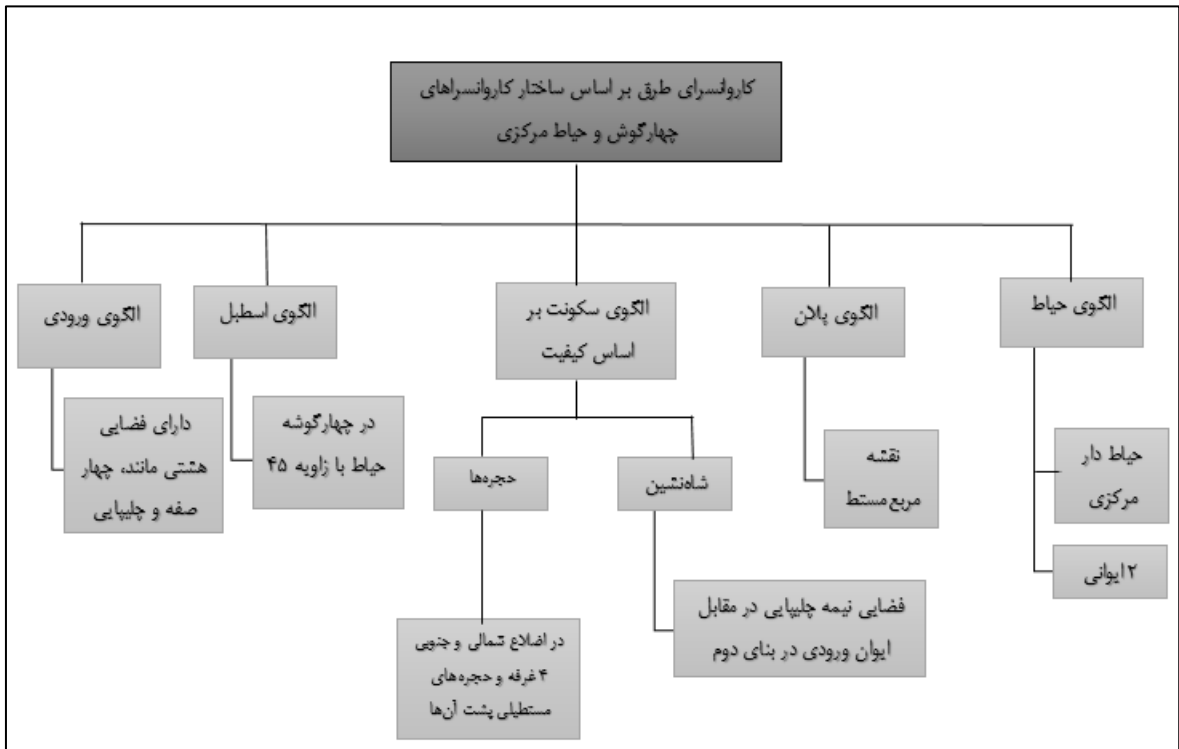 کاروانسرای طرق بر اساس ساختار کاروانسراهای
چهارگوش و حیاط مرکزی
الگوی حیاط
الگوی پلان
الگوی سکونت بر
اساس کیفیت
الگوی اسطبل
الگوی ورودی
حیاط دار
مرکزی
۲ ایوانی
نقشه
مربع‌مستط
شاه‌نشین
حجره‌ها
در چهارگوشه
حیاط با زاویه ۴۵
دارای فضایی
هشتی مانند، چهار
صفه و چلیپایی
فضایی نیمه چلیپایی در مقابل
ایوان ورودی در بنای دوم
در اضلاع شمالی و جنوبی
۴ غرفه و حجره‌های
مستطیلی پشت آن‌ها